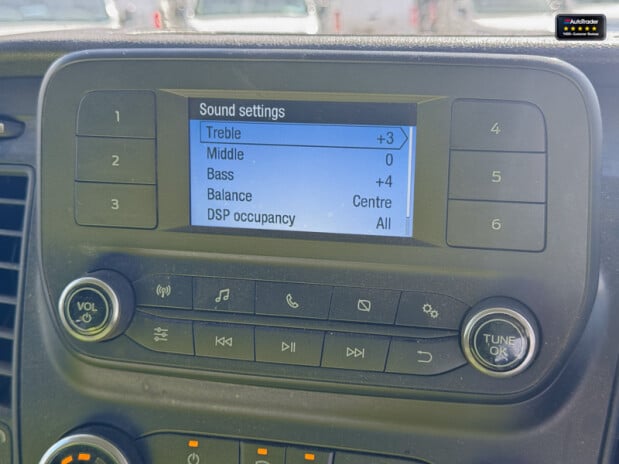 AutoTrader
Sound settings
Treble +3
Middle 0
Bass +4
Balance Centre
DSP occupancy All
1
2
3
4
5
6
VOL
TUNE
OK